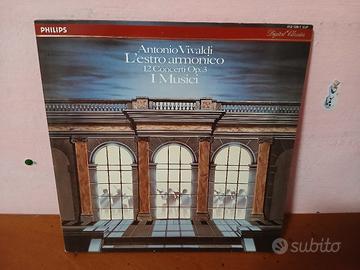 PHILIPS
Digital Classics
Antonio Vivaldi
L'estro armonico
12 Concerti Op.3
I Musici
subito